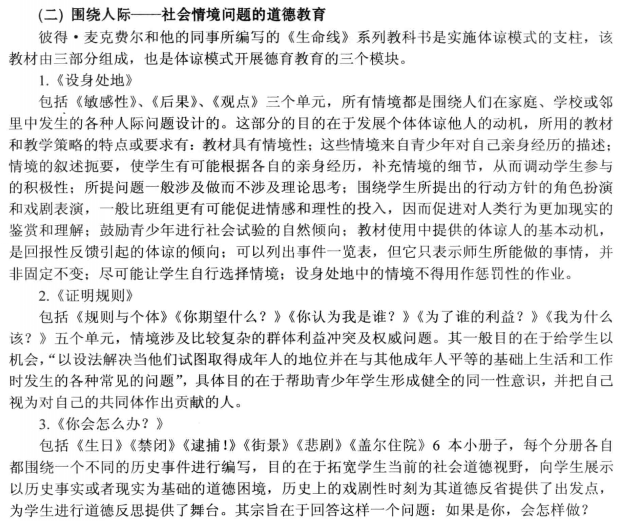 （二）围绕人际——社会情境问题的道德教育
彼得·麦克费尔和他的同事所编写的《生命线》系列教科书是实施体谅模式的支柱，该
教材由三部分组成，也是体谅模式开展德育教育的三个模块。
1.《设身处地》
包括《敏感性》、《后果》、《观点》三个单元，所有情境都是围绕人们在家庭、学校或邻
里中发生的各种人际问题设计的。这部分的目的在于发展个体体谅他人的动机，所用的教材
和教学策略的特点或要求有：教材具有情境性；这些情境来自青少年对自己亲身经历的描述；
情境的叙述扼要，使学生有可能根据各自的亲身经历，补充情境的细节，从而调动学生参与
的积极性；所提问题一般涉及做而不涉及理论思考；围绕学生所提出的行动方针的角色扮演
和戏剧表演，一般比班组更有可能促进情感和理性的投入，因而促进对人类行为更加现实的
鉴赏和理解；鼓励青少年进行社会试验的自然倾向；教材使用中提供的体谅人的基本动机，
是回报性反馈引起的体谅的倾向；可以列出事件一览表，但它只表示师生所能做的事情，并
非固定不变；尽可能让学生自行选择情境；设身处地中的情境不得用作惩罚性的作业。
2.《证明规则》
包括《规则与个体》《你期望什么？》《你认为我是谁？》《为了谁的利益？》《我为什么
该？》五个单元，情境涉及比较复杂的群体利益冲突及权威问题。其一般目的在于给学生以
机会，“以设法解决当他们试图取得成年人的地位并在与其他成年人平等的基础上生活和工作
时发生的各种常见的问题”，具体目的在于帮助青少年学生形成健全的同一性意识，并把自己
视为对自己的共同体作出贡献的人。
3.《你会怎么办？》
包括《生日》《禁闭》《逮捕！》《街景》《悲剧》《盖尔住院》6 本小册子，每个分册各自
都围绕一个不同的历史事件进行编写，目的在于拓宽学生当前的社会道德视野，向学生展示
以历史事实或者现实为基础的道德困境，历史上的戏剧性时刻为其道德反省提供了出发点，
为学生进行道德反思提供了舞台。其宗旨在于回答这样一个问题：如果是你，会怎样做？